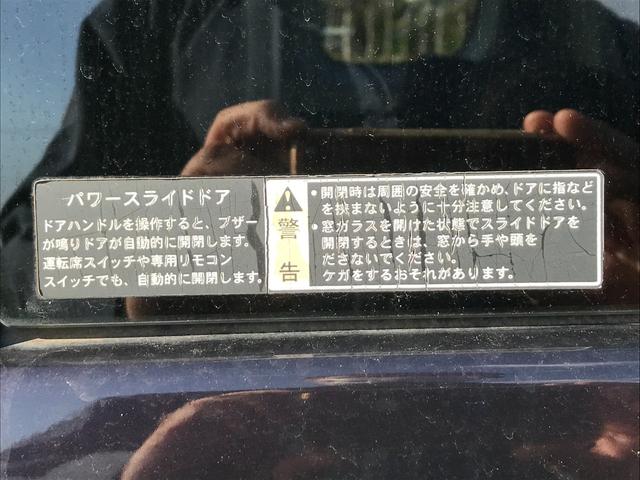 パワースライドドア
ドアハンドルを操作すると、ブザー
が鳴りドアが自動的に開閉します。
運転席スイッチや専用リモコン
スイッチでも、自動的に開閉します。
警告
・開閉時は周囲の安全を確かめ、ドアに指など
を挟まないように十分注意してください。
・窓ガラスを開けた状態でスライドドアを
開閉するときは、窓から手や頭を
ださないでください。
ケガをするおそれがあります。